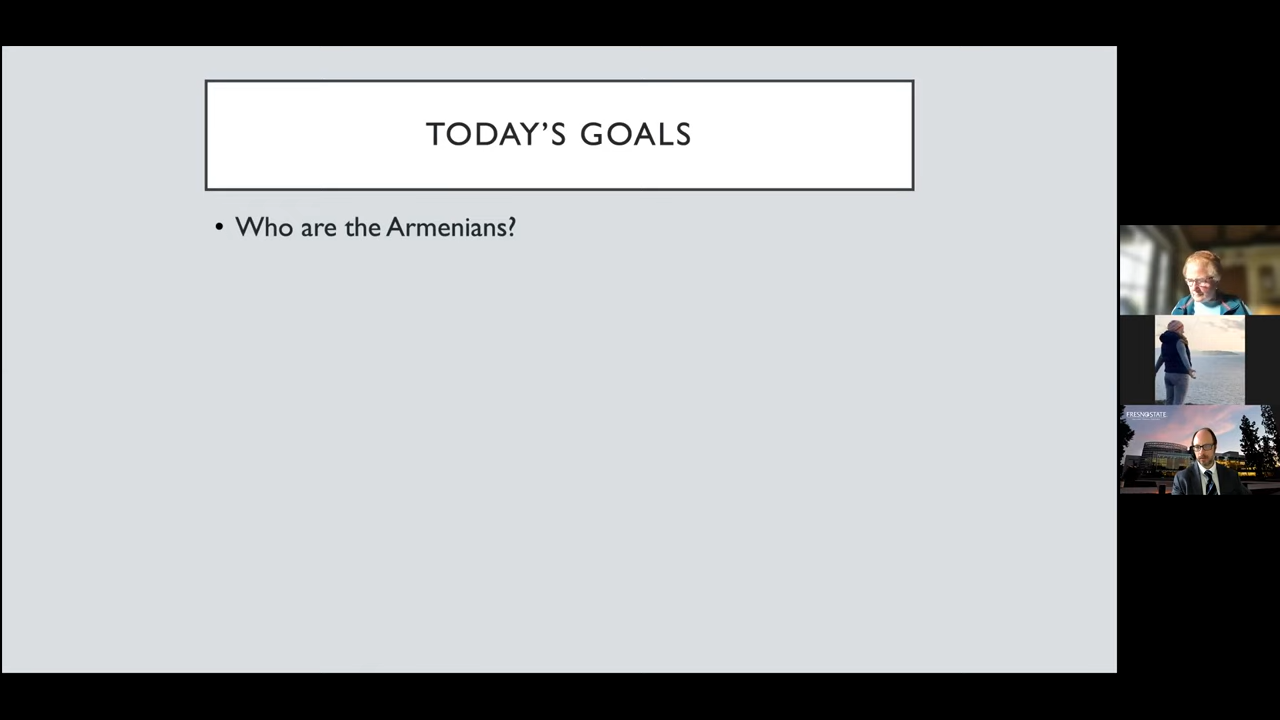 TODAY’S GOALS
• Who are the Armenians?
FRESNO STATE